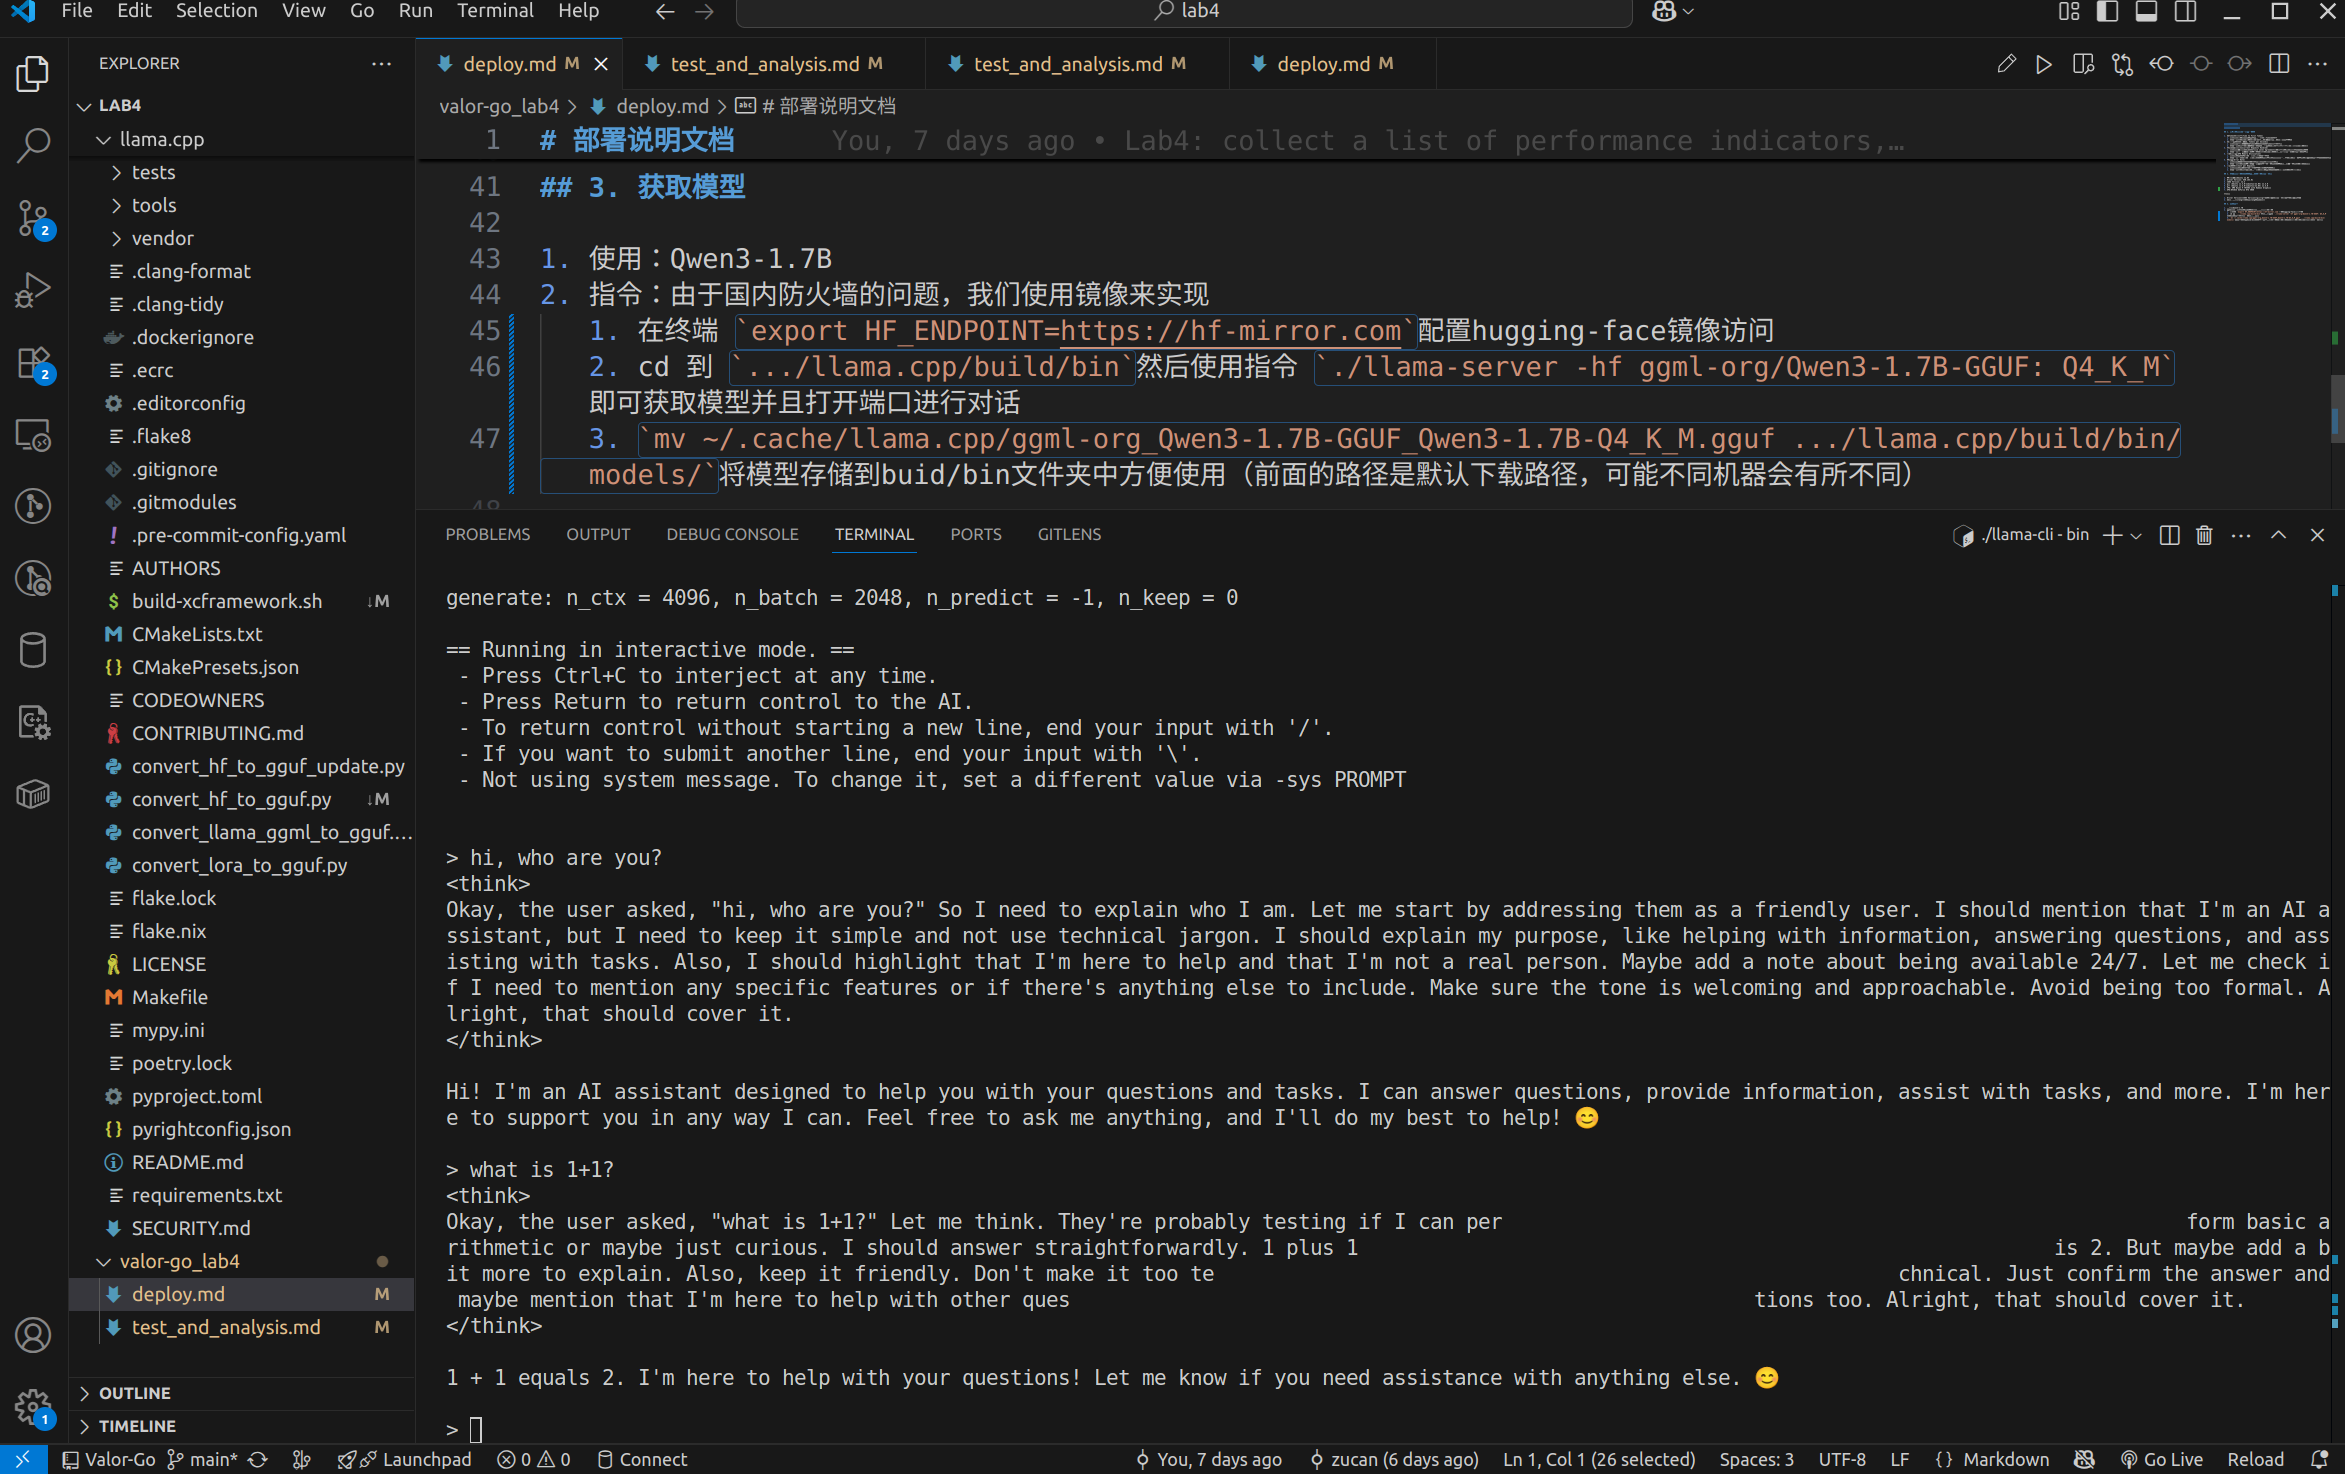 File Edit Selection View Go Run Terminal Help lab4
EXPLORER
LAB4
llama.cpp
tests
tools
vendor
.clang-format
.clang-tidy
.dockerignore
.ecrc
.editorconfig
.flake8
.gitignore
.gitmodules
.pre-commit-config.yaml
AUTHORS
build-xcframework.sh ↓M
CMakeLists.txt
CMakePresets.json
CODEOWNERS
CONTRIBUTING.md
convert_hf_to_gguf_update.py
convert_hf_to_gguf.py ↓M
convert_llama_ggml_to_gguf....
convert_lora_to_gguf.py
flake.lock
flake.nix
LICENSE
Makefile
mypy.ini
poetry.lock
pyproject.toml
pyrightconfig.json
README.md
requirements.txt
SECURITY.md
valor-go_lab4
deploy.md M
test_and_analysis.md M
OUTLINE
TIMELINE
2
2
1
deploy.md M test_and_analysis.md M test_and_analysis.md M deploy.md M
valor-go_lab4 > deploy.md > # 部署说明文档
1 # 部署说明文档 You, 7 days ago • Lab4: collect a list of performance indicators,…
41 ## 3. 获取模型
42
43 1. 使用：Qwen3-1.7B
44 2. 指令：由于国内防火墙的问题，我们使用镜像来实现
45 1. 在终端 `export HF_ENDPOINT=https://hf-mirror.com`配置hugging-face镜像访问
46 2. cd 到 `.../llama.cpp/build/bin`然后使用指令 `./llama-server -hf ggml-org/Qwen3-1.7B-GGUF: Q4_K_M`
即可获取模型并且打开端口进行对话
47 3. `mv ~/.cache/llama.cpp/ggml-org_Qwen3-1.7B-GGUF_Qwen3-1.7B-Q4_K_M.gguf .../llama.cpp/build/bin/
models/`将模型存储到buid/bin文件夹中方便使用（前面的路径是默认下载路径，可能不同机器会有所不同）
48
PROBLEMS OUTPUT DEBUG CONSOLE TERMINAL PORTS GITLENS ./llama-cli - bin
generate: n_ctx = 4096, n_batch = 2048, n_predict = -1, n_keep = 0
== Running in interactive mode. ==
- Press Ctrl+C to interject at any time.
- Press Return to return control to the AI.
- To return control without starting a new line, end your input with '/'.
- If you want to submit another line, end your input with '\'.
- Not using system message. To change it, set a different value via -sys PROMPT
> hi, who are you?
<think>
Okay, the user asked, "hi, who are you?" So I need to explain who I am. Let me start by addressing them as a friendly user. I should mention that I'm an AI a
ssistant, but I need to keep it simple and not use technical jargon. I should explain my purpose, like helping with information, answering questions, and ass
isting with tasks. Also, I should highlight that I'm here to help and that I'm not a real person. Maybe add a note about being available 24/7. Let me check i
f I need to mention any specific features or if there's anything else to include. Make sure the tone is welcoming and approachable. Avoid being too formal. A
lright, that should cover it.
</think>
Hi! I'm an AI assistant designed to help you with your questions and tasks. I can answer questions, provide information, assist with tasks, and more. I'm her
e to support you in any way I can. Feel free to ask me anything, and I'll do my best to help! 😊
> what is 1+1?
<think>
Okay, the user asked, "what is 1+1?" Let me think. They're probably testing if I can per form basic a
rithmetic or maybe just curious. I should answer straightforwardly. 1 plus 1 is 2. But maybe add a b
it more to explain. Also, keep it friendly. Don't make it too te chnical. Just confirm the answer and
maybe mention that I'm here to help with other ques tions too. Alright, that should cover it.
</think>
1 + 1 equals 2. I'm here to help with your questions! Let me know if you need assistance with anything else. 😊
>
Valor-Go main* Launchpad 0 0 Connect You, 7 days ago zucan (6 days ago) Ln 1, Col 1 (26 selected) Spaces: 3 UTF-8 LF {} Markdown Go Live Reload